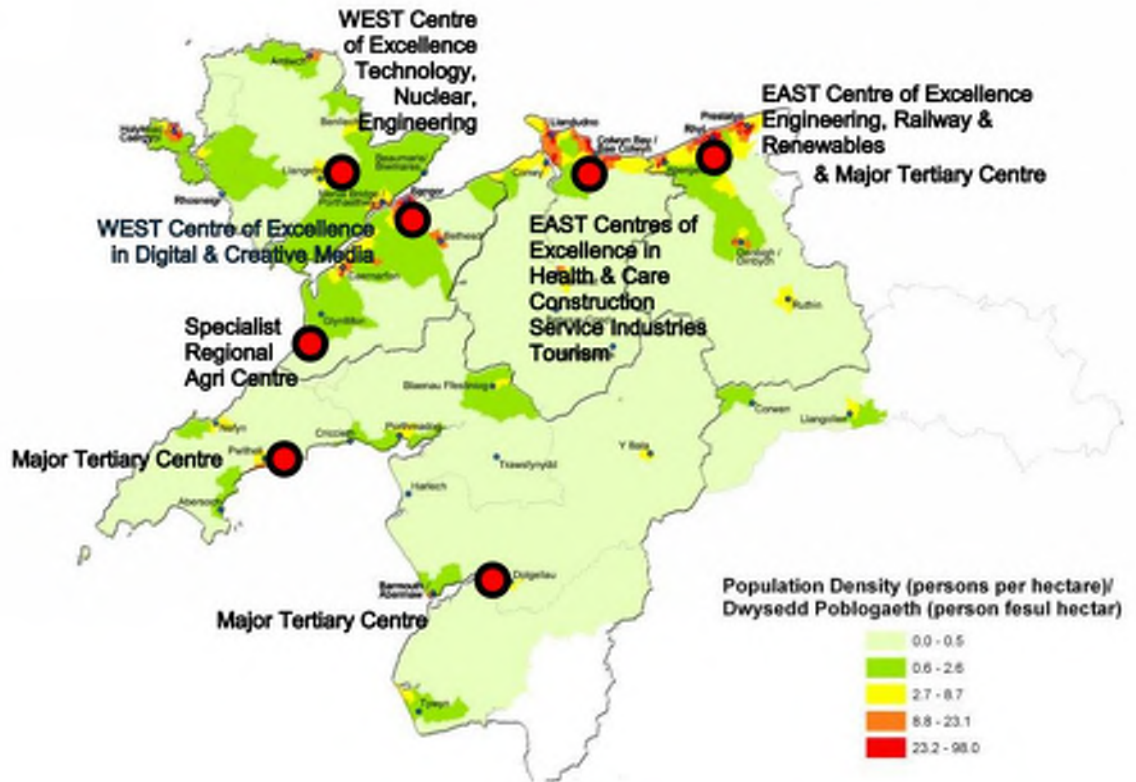 WEST Centre
of Excellence
Technology,
Nuclear,
Engineering
EAST Centre of Excellence
Engineering, Railway &
Renewables
& Major Tertiary Centre
Amlwch
Llandudno
Prestatyn
Rhyl
Colwyn Bay /
Conwy
Beaumaris/
Bangor
Rhosneigr
Bethesda
WEST Centre of Excellence
in Digital & Creative Media
Caernarfon
EAST Centres of
Excellence in
Health & Care
Construction
Service Industries
Tourism
Denbigh /
Dinbych
Ruthin
Specialist
Regional
Agri Centre
Blaenau Ffestiniog
Corwen
Llangollen
Nefyn
Criccieth
Porthmadog
Pwllheli
Major Tertiary Centre
Y Bala
Trawsfynydd
Harlech
Abersoch
Dolgellau
Barmouth/
Abermaw
Major Tertiary Centre
Tywyn
Population Density (persons per hectare)/
Dwysedd Poblogaeth (person fesul hectar)
0.0 - 0.5
0.6 - 2.6
2.7 - 8.7
8.8 - 23.1
23.2 - 98.0